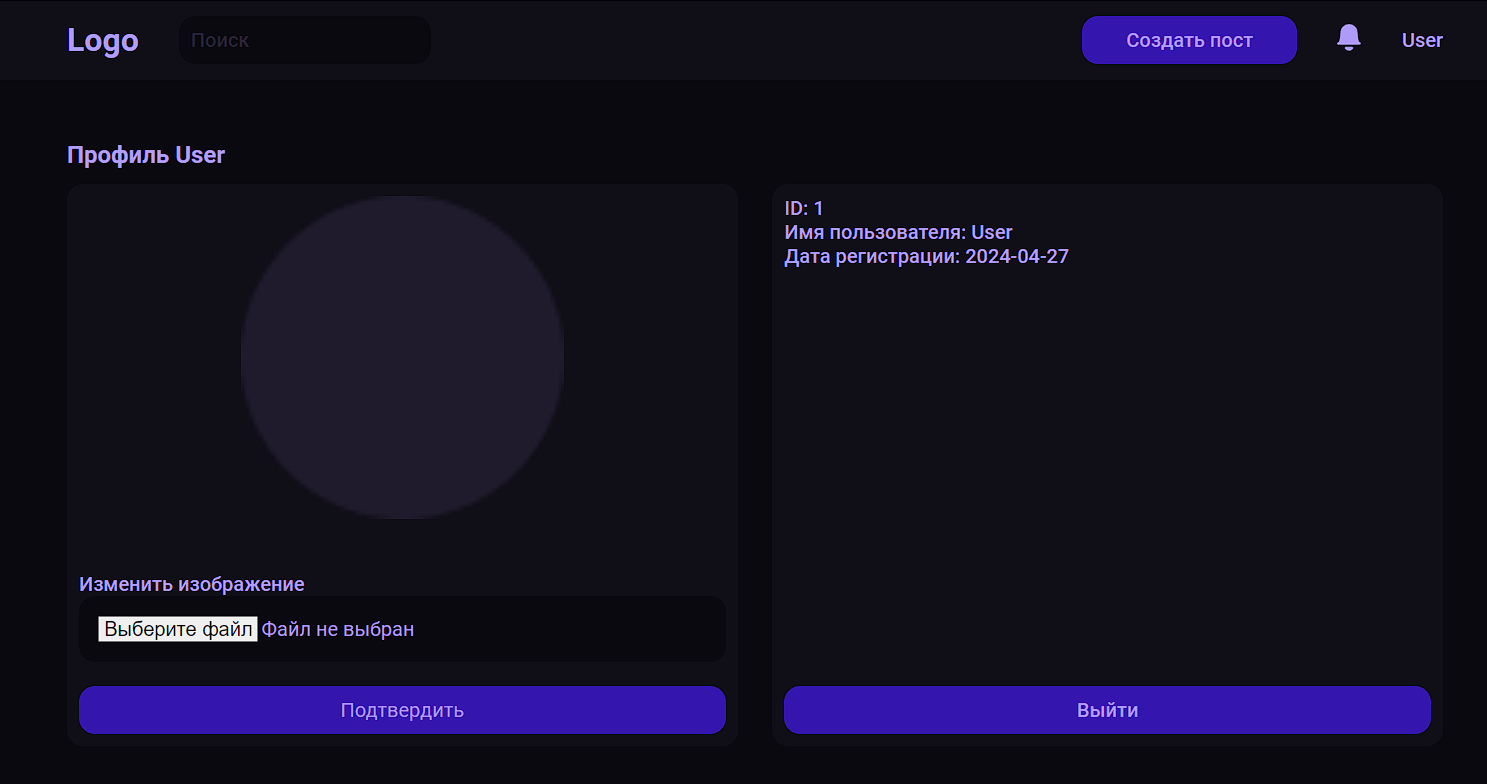 Logo
Поиск
Создать пост
User
Профиль User
ID: 1
Имя пользователя: User
Дата регистрации: 2024-04-27
Изменить изображение
Выберите файл Файл не выбран
Подтвердить
Выйти